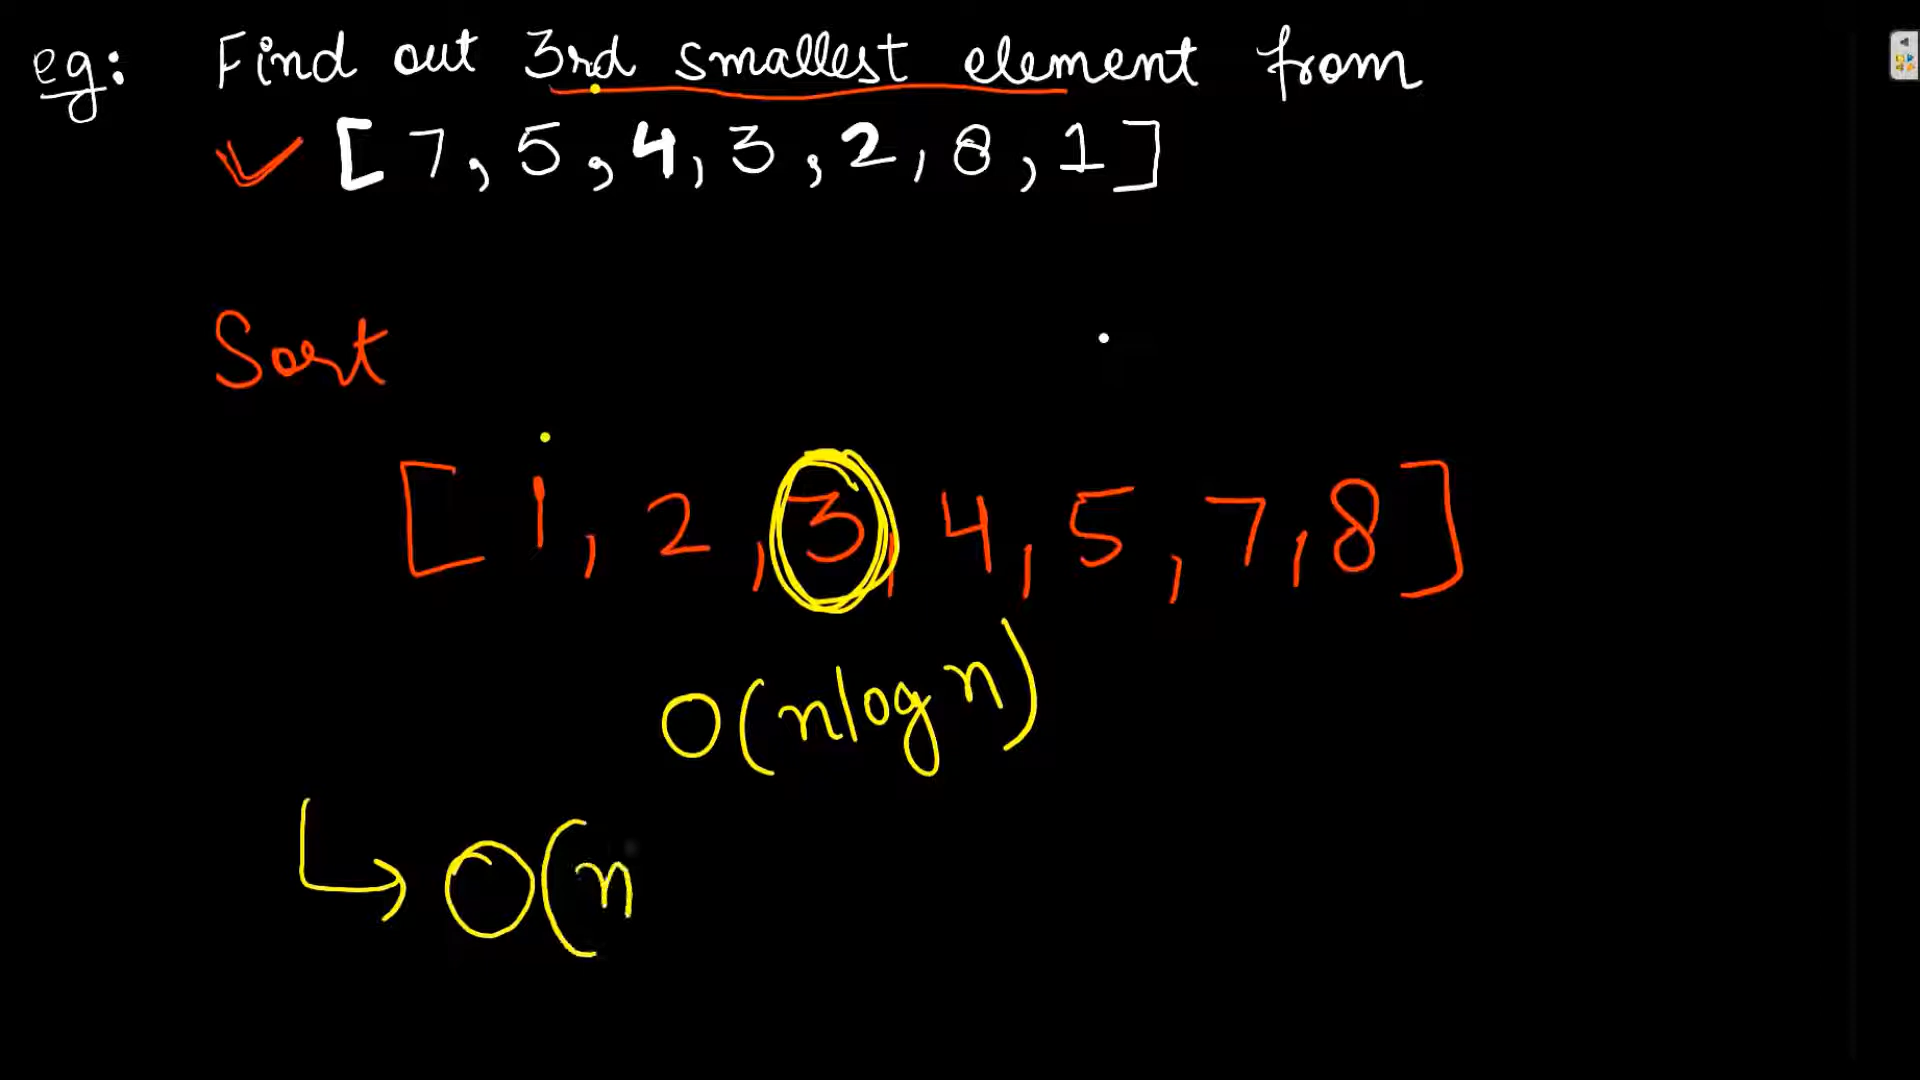 eg: Find out 3rd smallest element from
[7, 5, 4, 3, 2, 8, 1]
Sort
[1, 2, 3, 4, 5, 7, 8]
O(n log n)
O(n